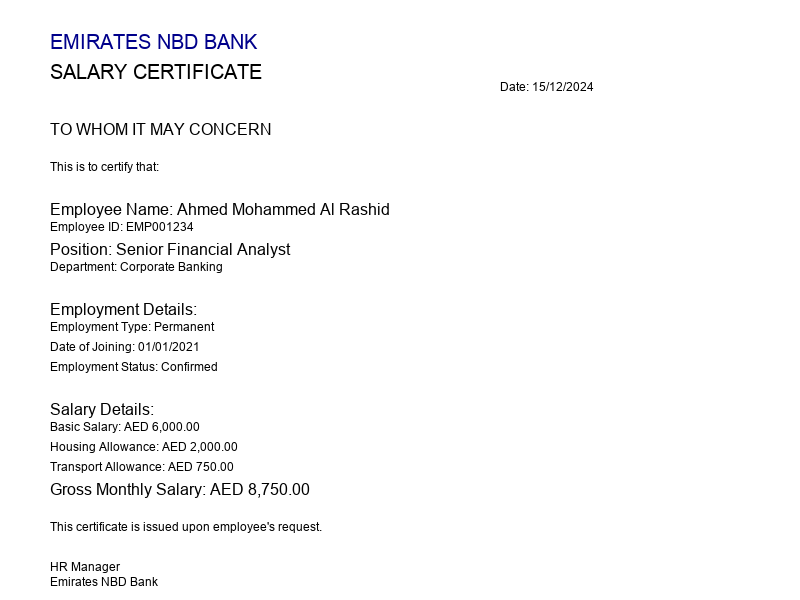 EMIRATES NBD BANK
SALARY CERTIFICATE
Date: 15/12/2024
TO WHOM IT MAY CONCERN
This is to certify that:
Employee Name: Ahmed Mohammed Al Rashid
Employee ID: EMP001234
Position: Senior Financial Analyst
Department: Corporate Banking
Employment Details:
Employment Type: Permanent
Date of Joining: 01/01/2021
Employment Status: Confirmed
Salary Details:
Basic Salary: AED 6,000.00
Housing Allowance: AED 2,000.00
Transport Allowance: AED 750.00
Gross Monthly Salary: AED 8,750.00
This certificate is issued upon employee's request.
HR Manager
Emirates NBD Bank